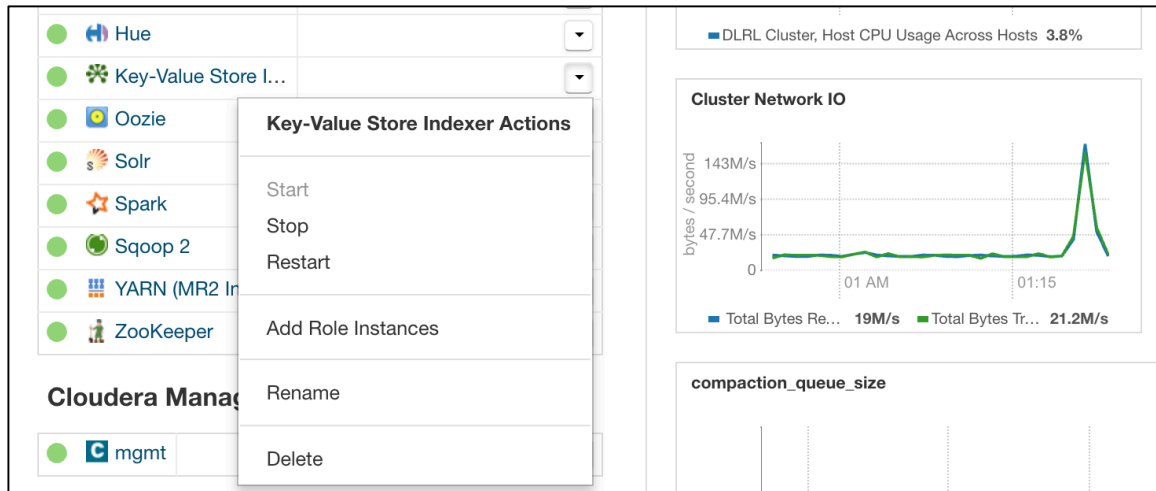 Hue
Key-Value Store I...
Oozie
Solr
Spark
Sqoop 2
YARN (MR2 In
ZooKeeper
Cloudera Manag
C mgmt
Key-Value Store Indexer Actions
Start
Stop
Restart
Add Role Instances
Rename
Delete
DLRL Cluster, Host CPU Usage Across Hosts 3.8%
Cluster Network IO
bytes / second
143M/s
95.4M/s
47.7M/s
0
01 AM 01:15
Total Bytes Re... 19M/s Total Bytes Tr... 21.2M/s
compaction_queue_size